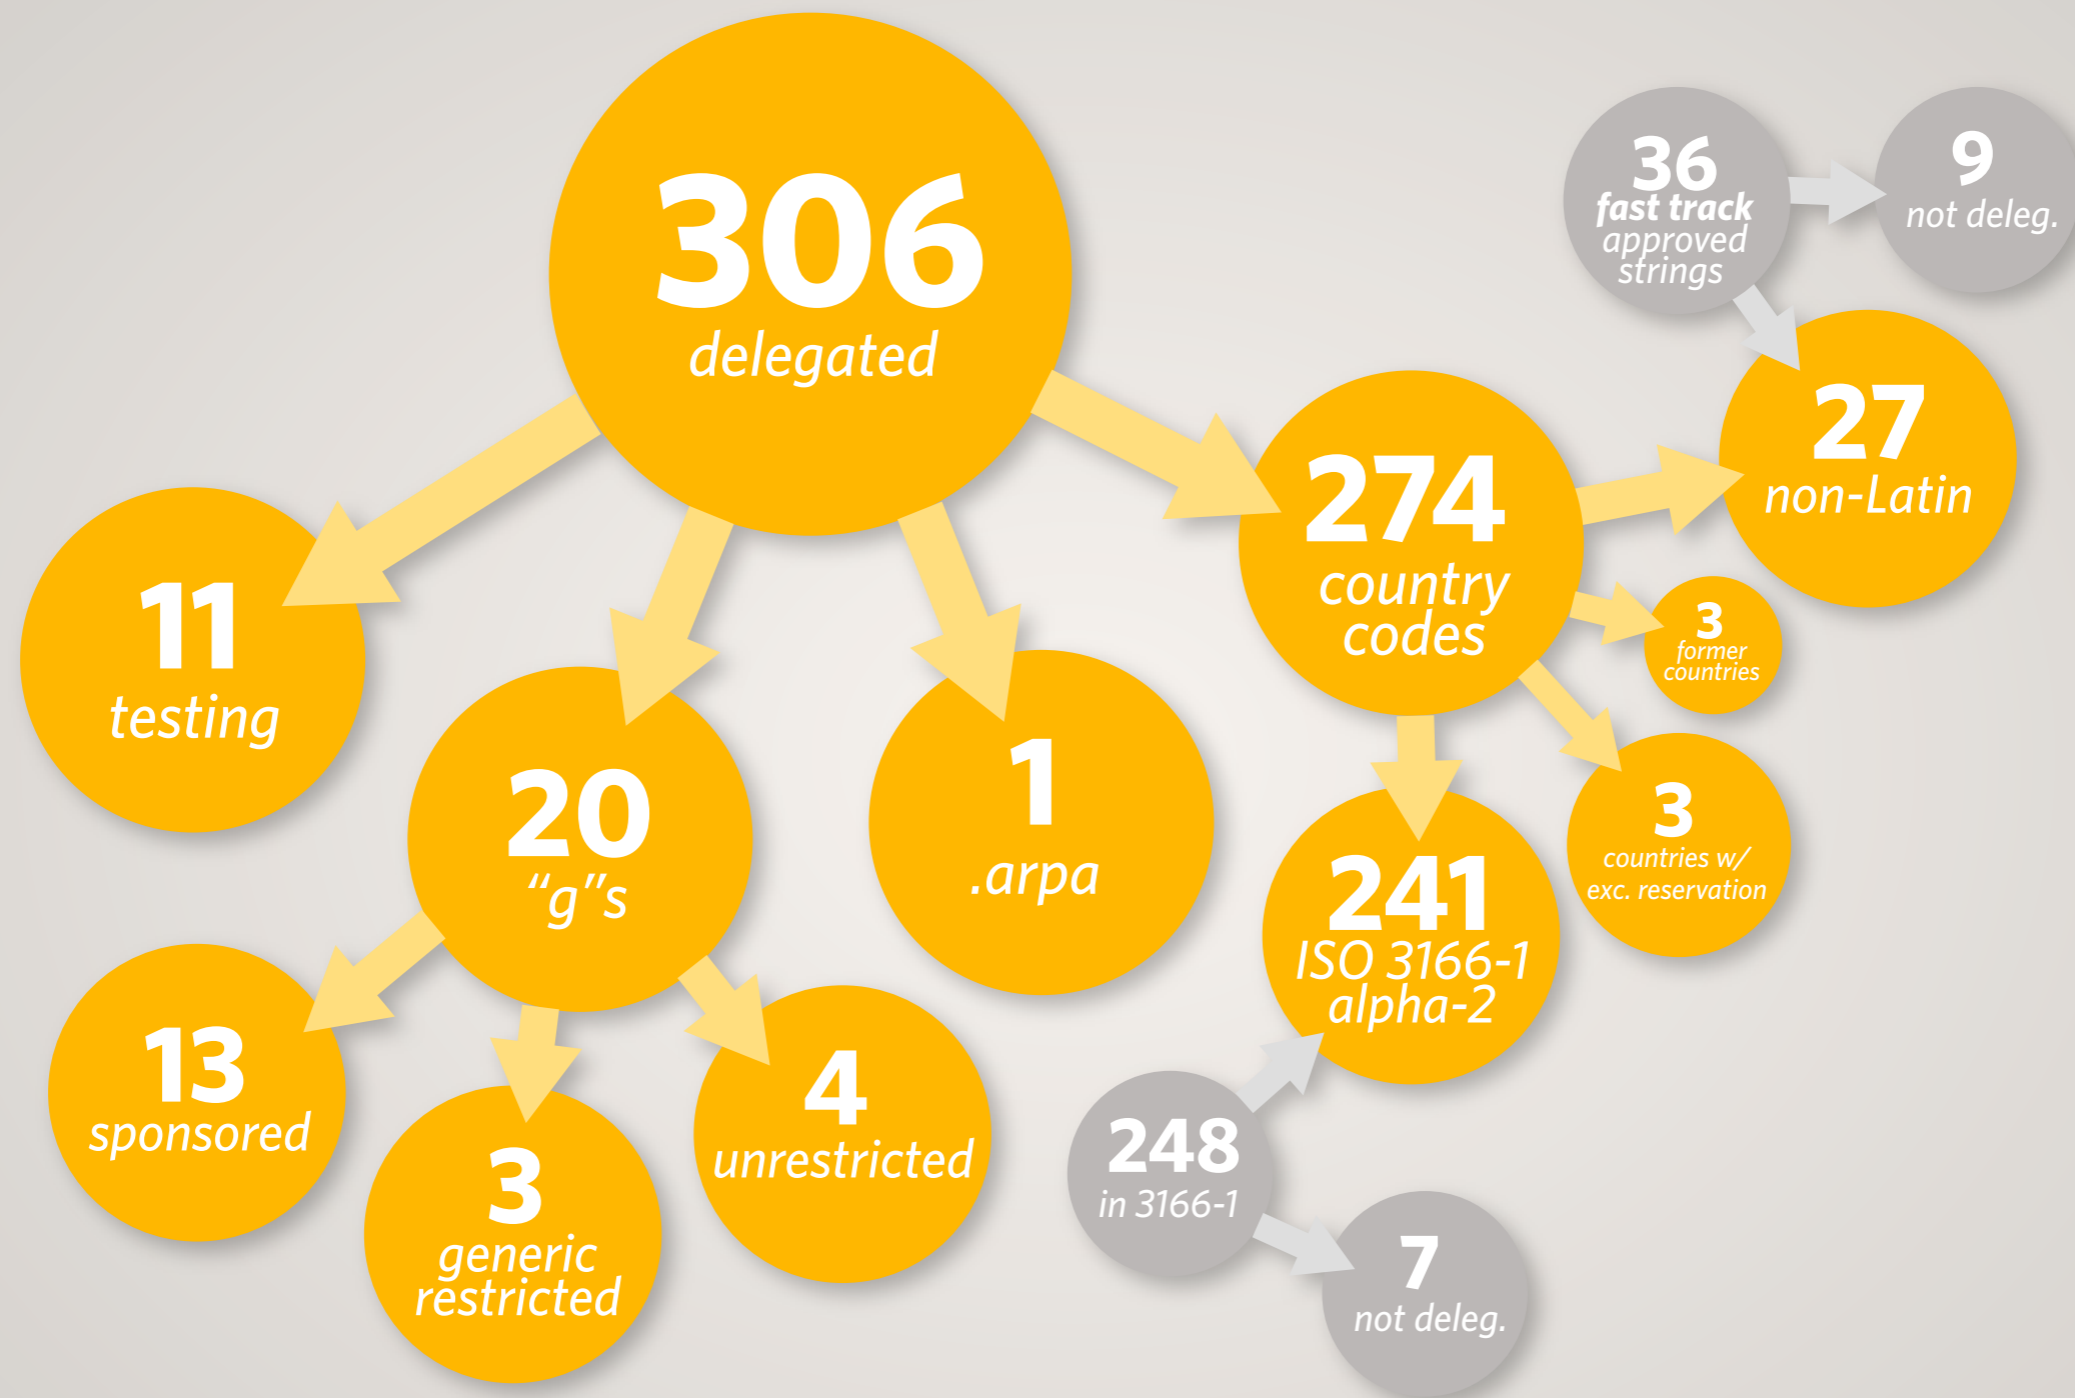 306
delegated
36
fast track
approved
strings
9
not deleg.
27
non-Latin
274
country
codes
3
former
countries
11
testing
20
“g”s
1
.arpa
3
countries w/
exc. reservation
241
ISO 3166-1
alpha-2
13
sponsored
3
generic
restricted
4
unrestricted
248
in 3166-1
7
not deleg.